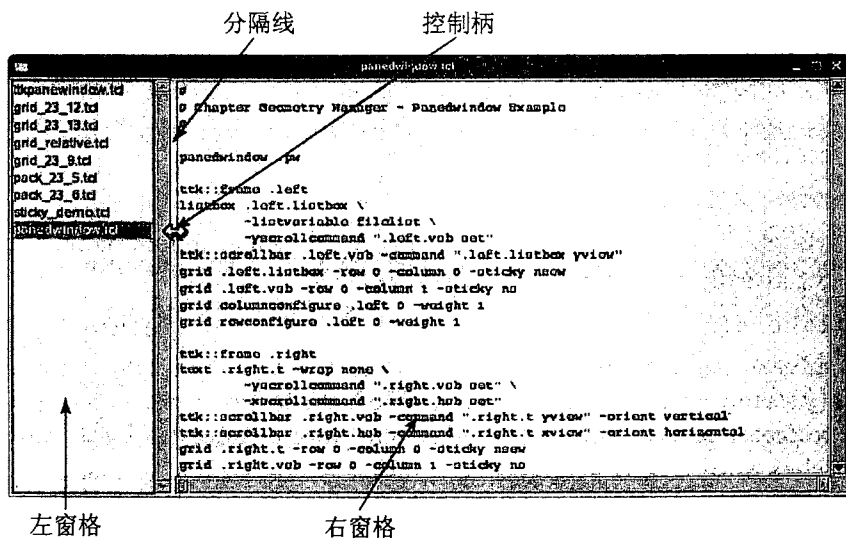 分隔线
控制柄
panedwindow.tcl
ttkpanewindow.tcl
grid_23_12.tcl
grid_23_13.tcl
grid_relative.tcl
grid_23_9.tcl
pack_23_5.tcl
pack_23_6.tcl
sticky_demo.tcl
panedwindow.tcl
#
# Chapter Geometry Manager - Panedwindow Example
#
panedwindow .pw
ttk::frame .left
listbox .left.listbox \
-listvariable filelist \
-yscrollcommand ".left.vsb set"
ttk::scrollbar .left.vsb -command ".left.listbox yview"
grid .left.listbox -row 0 -column 0 -sticky nsew
grid .left.vsb -row 0 -column 1 -sticky ns
grid columnconfigure .left 0 -weight 1
grid rowconfigure .left 0 -weight 1
ttk::frame .right
text .right.t -wrap none \
-yscrollcommand ".right.vsb set" \
-xscrollcommand ".right.hsb set"
ttk::scrollbar .right.vsb -command ".right.t yview" -orient vertical
ttk::scrollbar .right.hsb -command ".right.t xview" -orient horizontal
grid .right.t -row 0 -column 0 -sticky nsew
grid .right.vsb -row 0 -column 1 -sticky ns
左窗格
右窗格